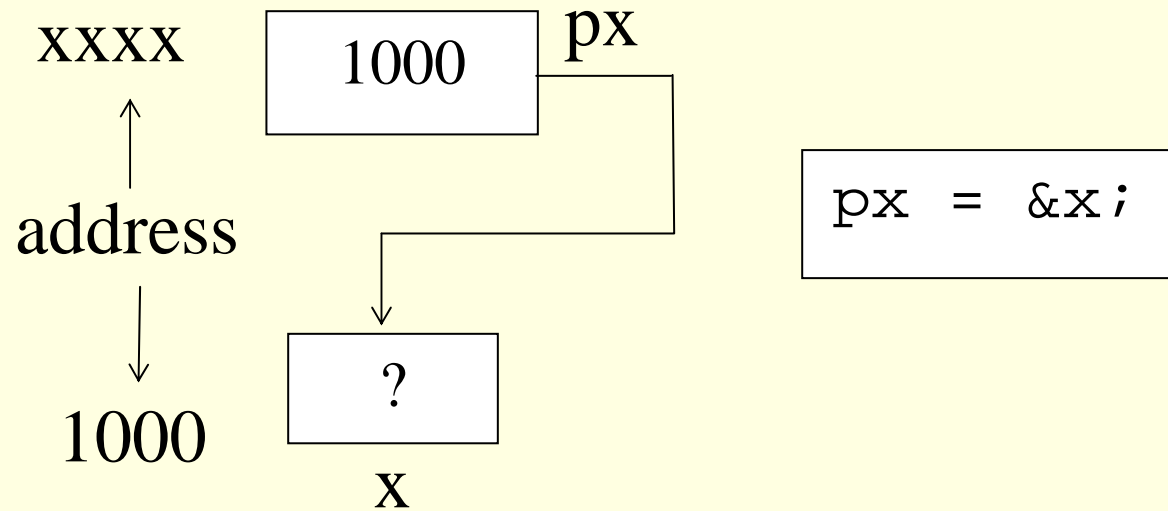 xxxx
1000
px
address
px = &x;
?
1000
x